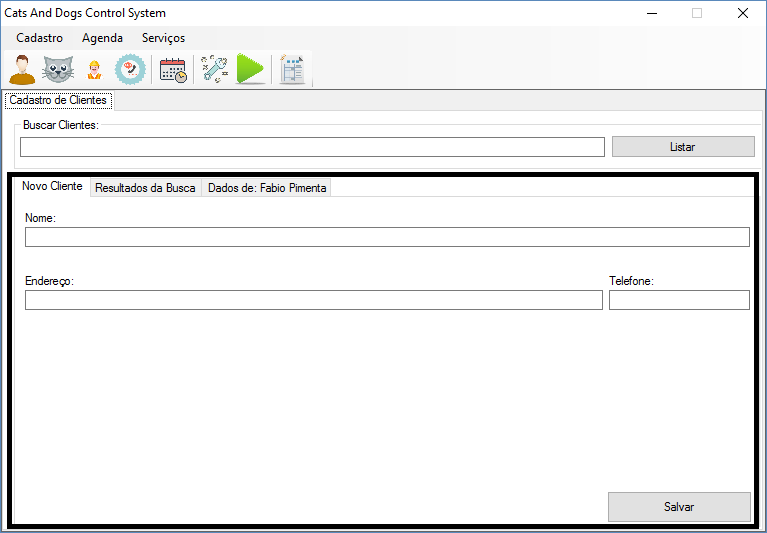 Cats And Dogs Control System
Cadastro Agenda Serviços
Cadastro de Clientes
Buscar Clientes:
Listar
Novo Cliente Resultados da Busca Dados de: Fabio Pimenta
Nome:
Endereço: Telefone:
Salvar